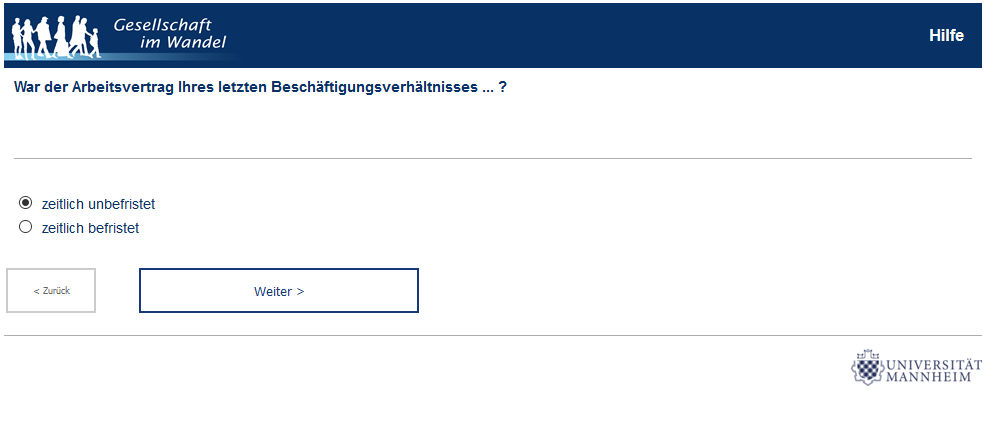 Gesellschaft
im Wandel
Hilfe
War der Arbeitsvertrag Ihres letzten Beschäftigungsverhältnisses ... ?
zeitlich unbefristet
zeitlich befristet
< Zurück
Weiter >
UNIVERSITÄT
MANNHEIM